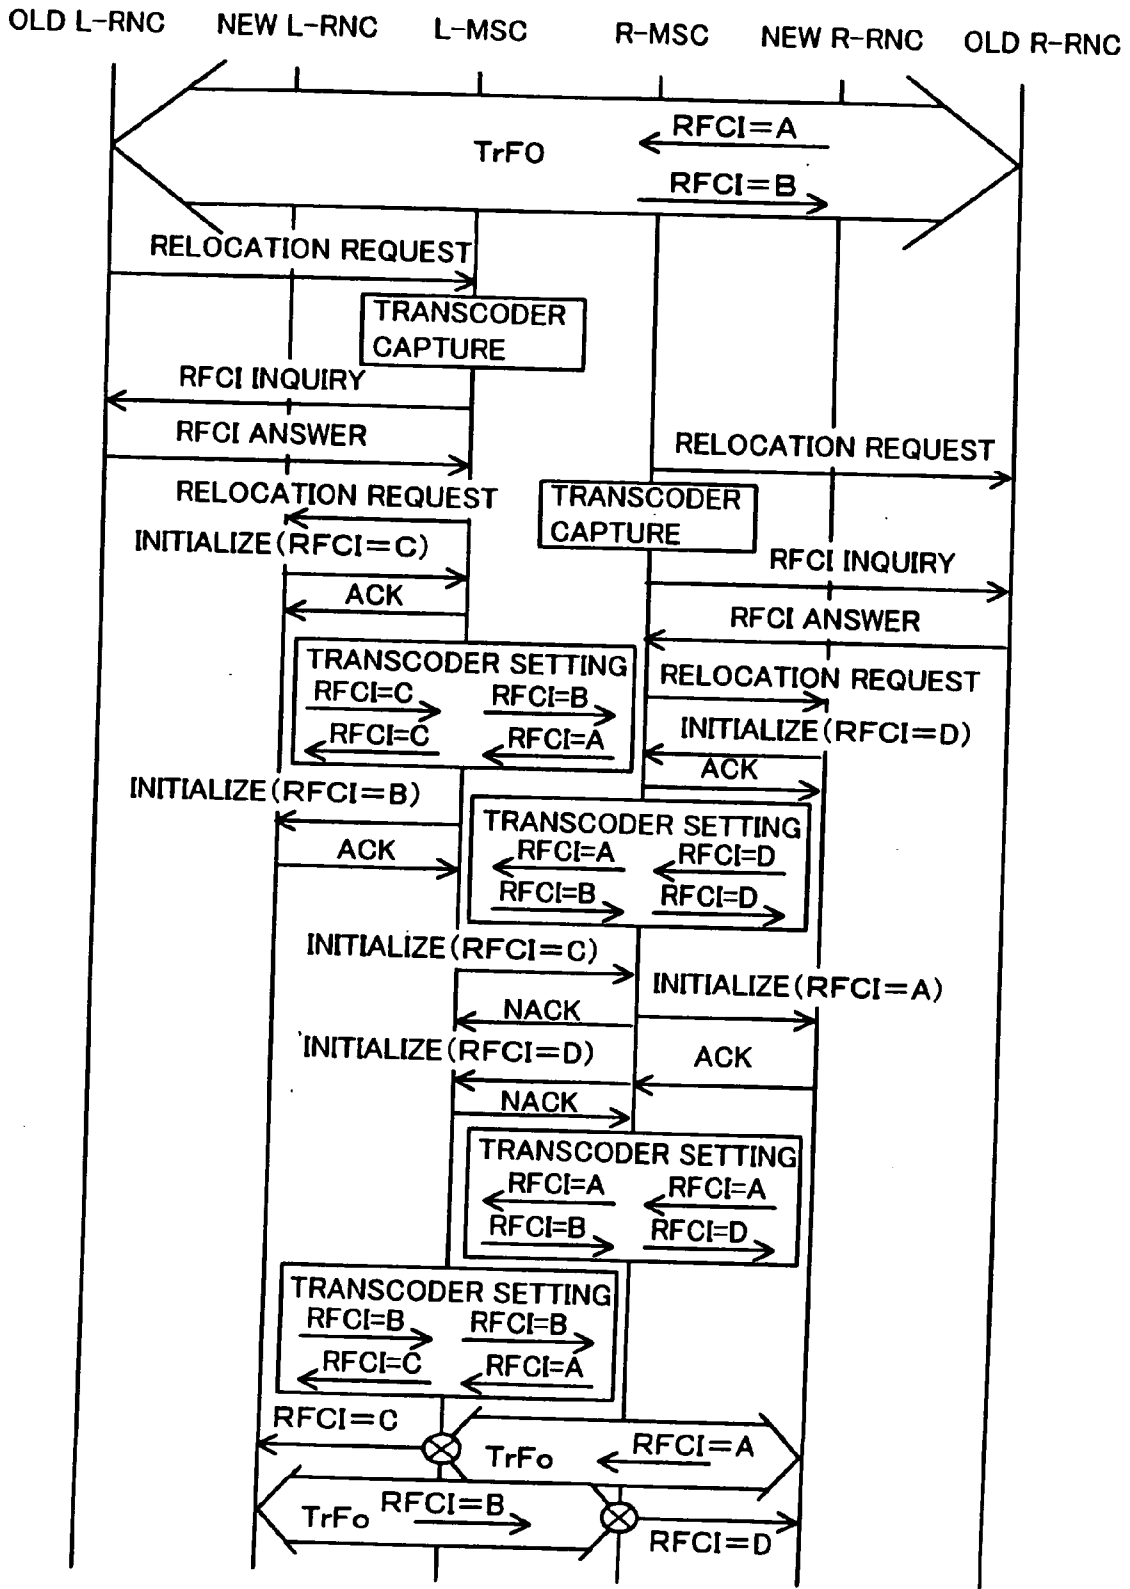 OLD L-RNC NEW L-RNC L-MSC R-MSC NEW R-RNC OLD R-RNC
RFCI=A
TrFO
RFCI=B
RELOCATION REQUEST
TRANSCODER
CAPTURE
RFCI INQUIRY
RFCI ANSWER
RELOCATION REQUEST
RELOCATION REQUEST
TRANSCODER
CAPTURE
INITIALIZE(RFCI=C)
RFCI INQUIRY
ACK
RFCI ANSWER
TRANSCODER SETTING
RFCI=C RFCI=B
RFCI=C RFCI=A
RELOCATION REQUEST
INITIALIZE(RFCI=D)
ACK
INITIALIZE(RFCI=B)
ACK
TRANSCODER SETTING
RFCI=A RFCI=D
RFCI=B RFCI=D
INITIALIZE(RFCI=C)
INITIALIZE(RFCI=A)
NACK
INITIALIZE(RFCI=D)
ACK
NACK
TRANSCODER SETTING
RFCI=A RFCI=A
RFCI=B RFCI=D
TRANSCODER SETTING
RFCI=B RFCI=B
RFCI=C RFCI=A
RFCI=C
TrFo RFCI=A
TrFo RFCI=B
RFCI=D